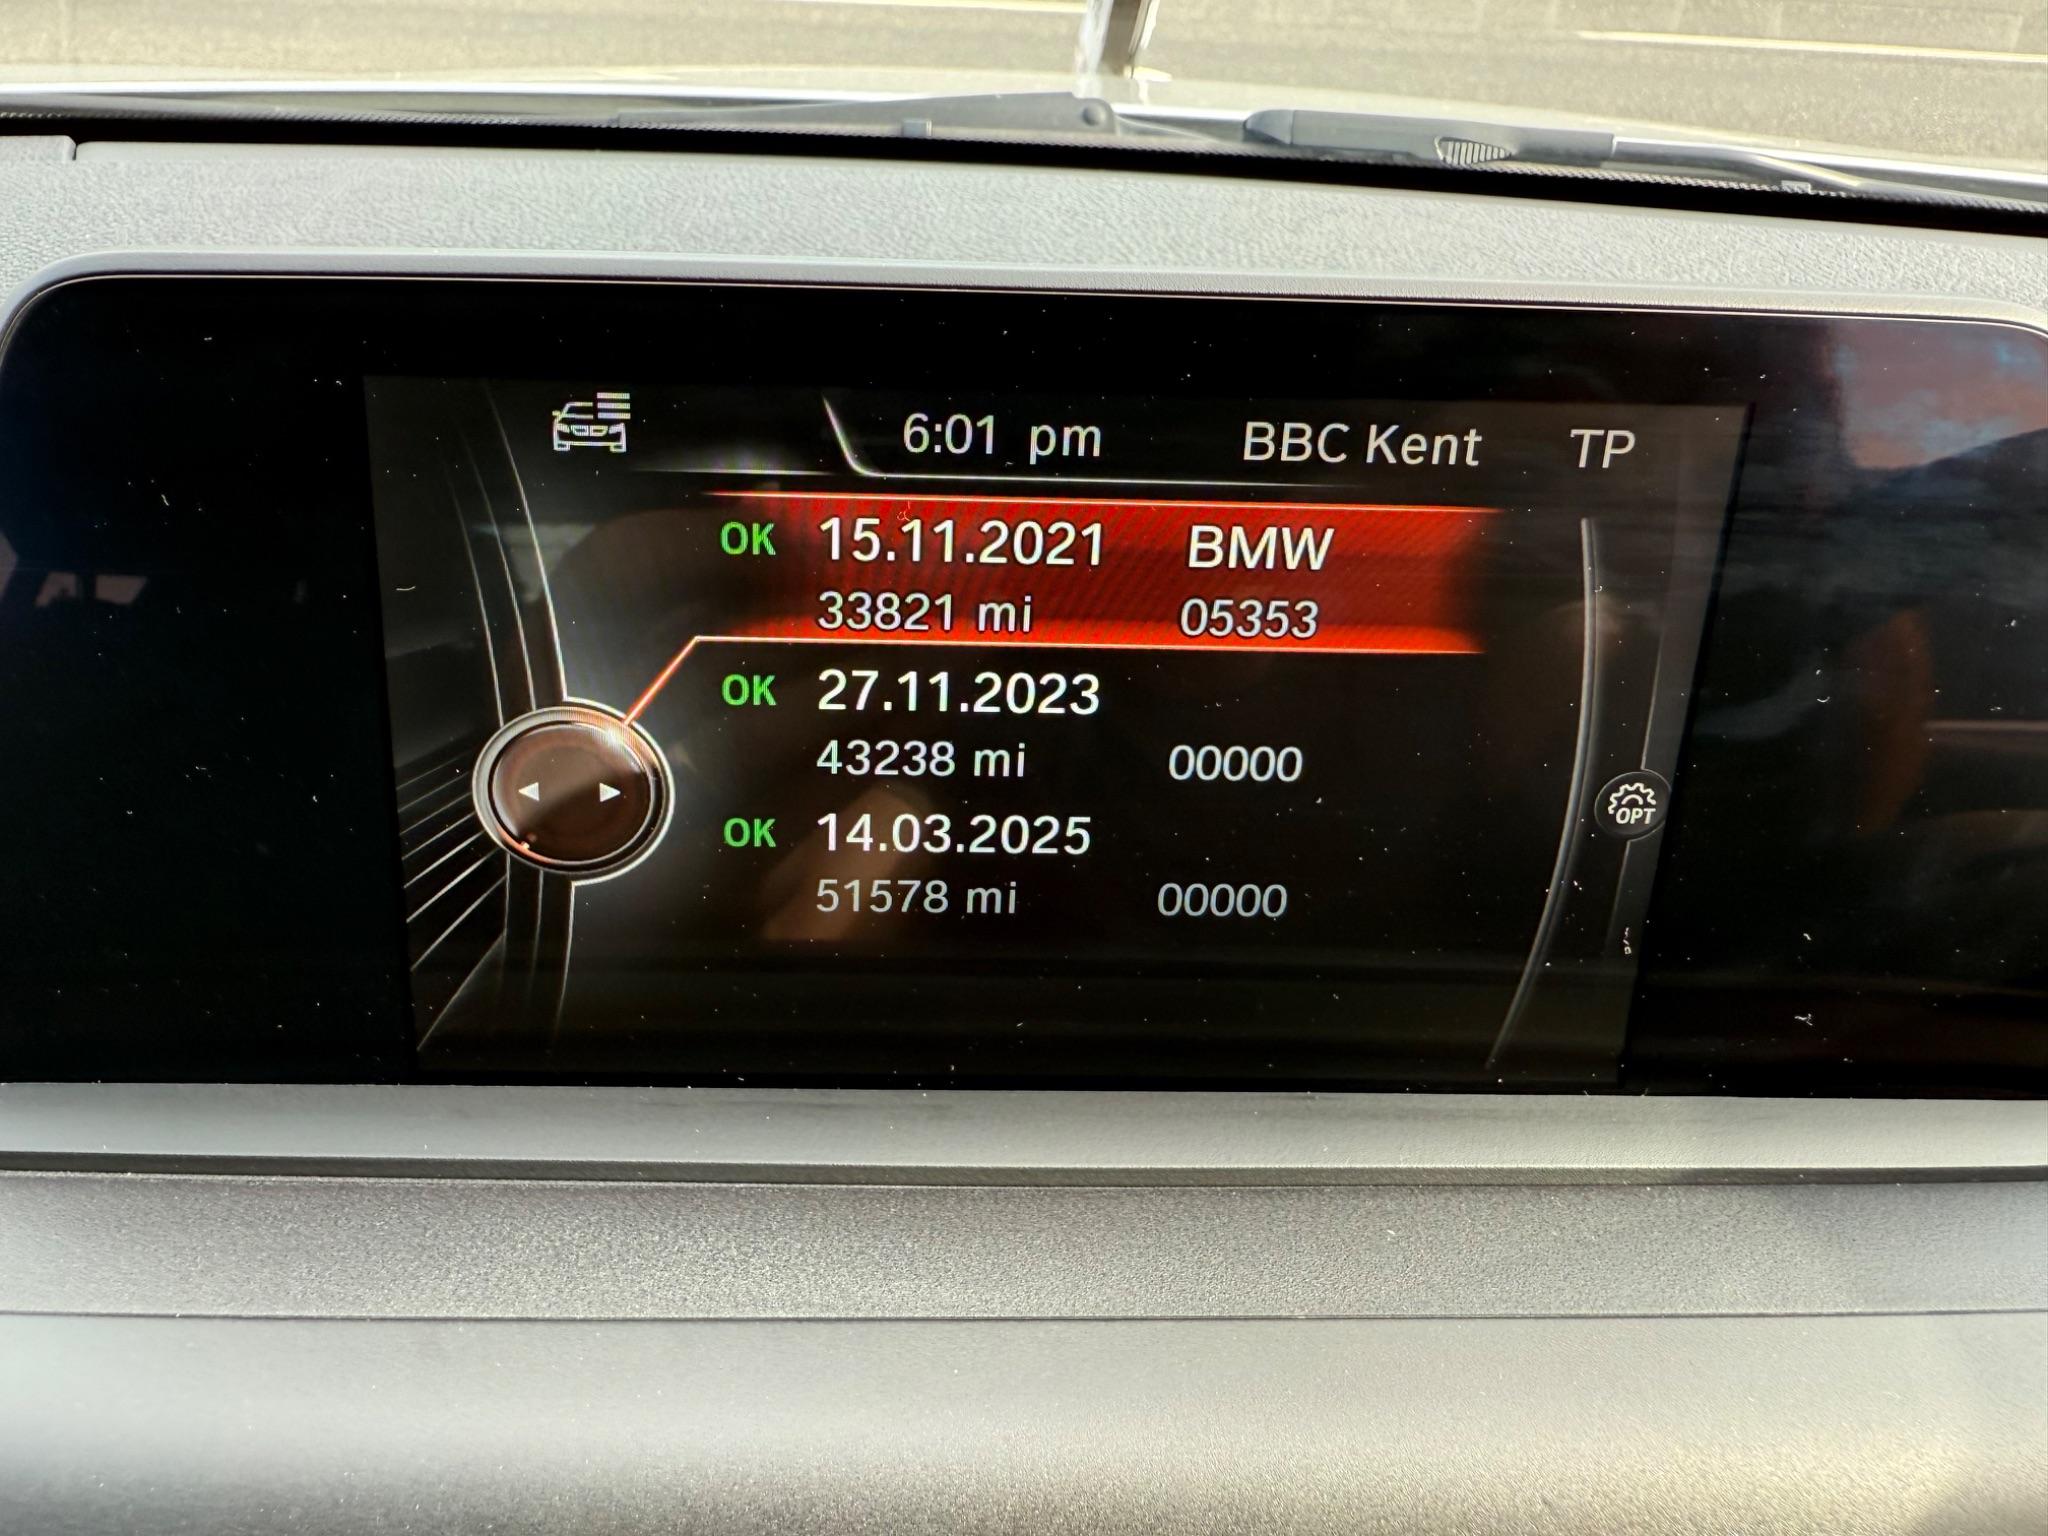 6:01 pm BBC Kent TP
OK 15.11.2021 BMW
33821 mi 05353
OK 27.11.2023
43238 mi 00000
OK 14.03.2025
51578 mi 00000
OPT